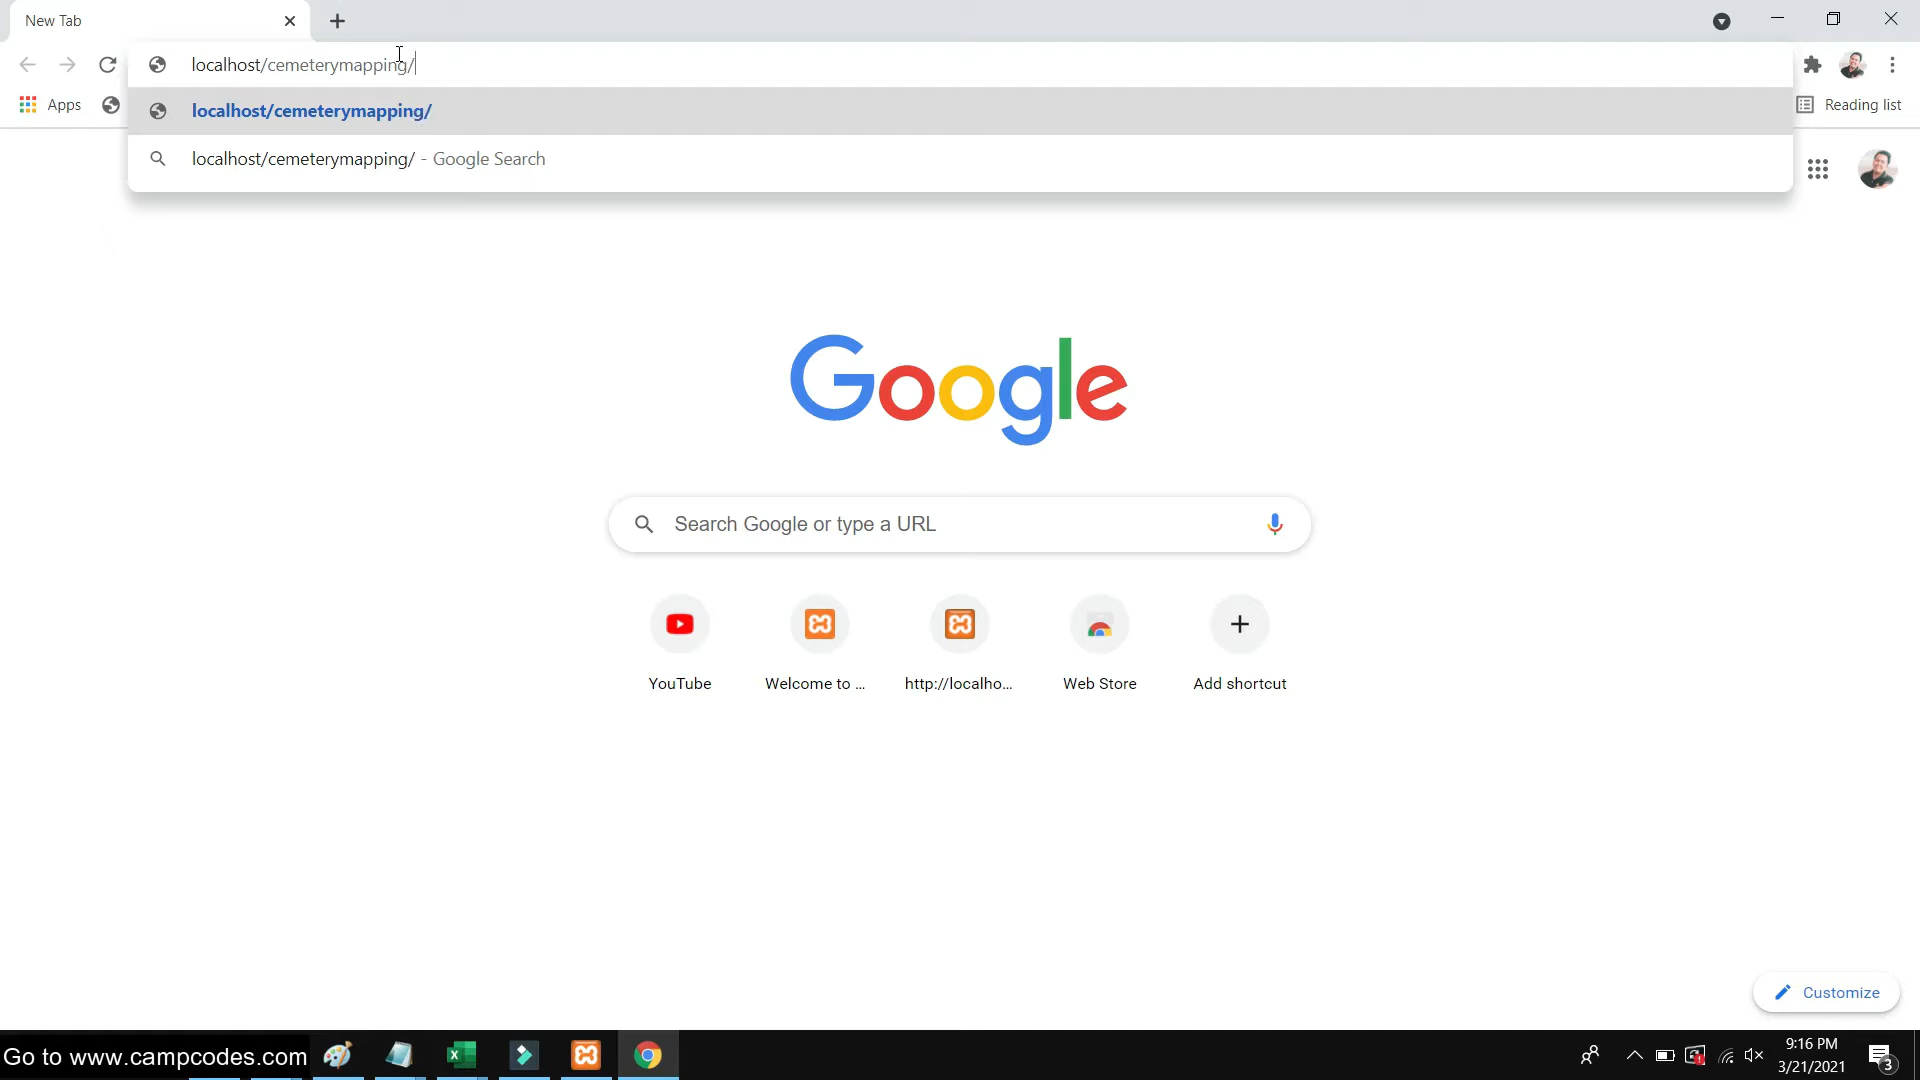 New Tab
localhost/cemeterymapping/
Apps
localhost/cemeterymapping/
Reading list
localhost/cemeterymapping/ - Google Search
Google
Search Google or type a URL
YouTube
Welcome to ...
http://localho...
Web Store
Add shortcut
Customize
Go to www.campcodes.com
9:16 PM
3/21/2021
3